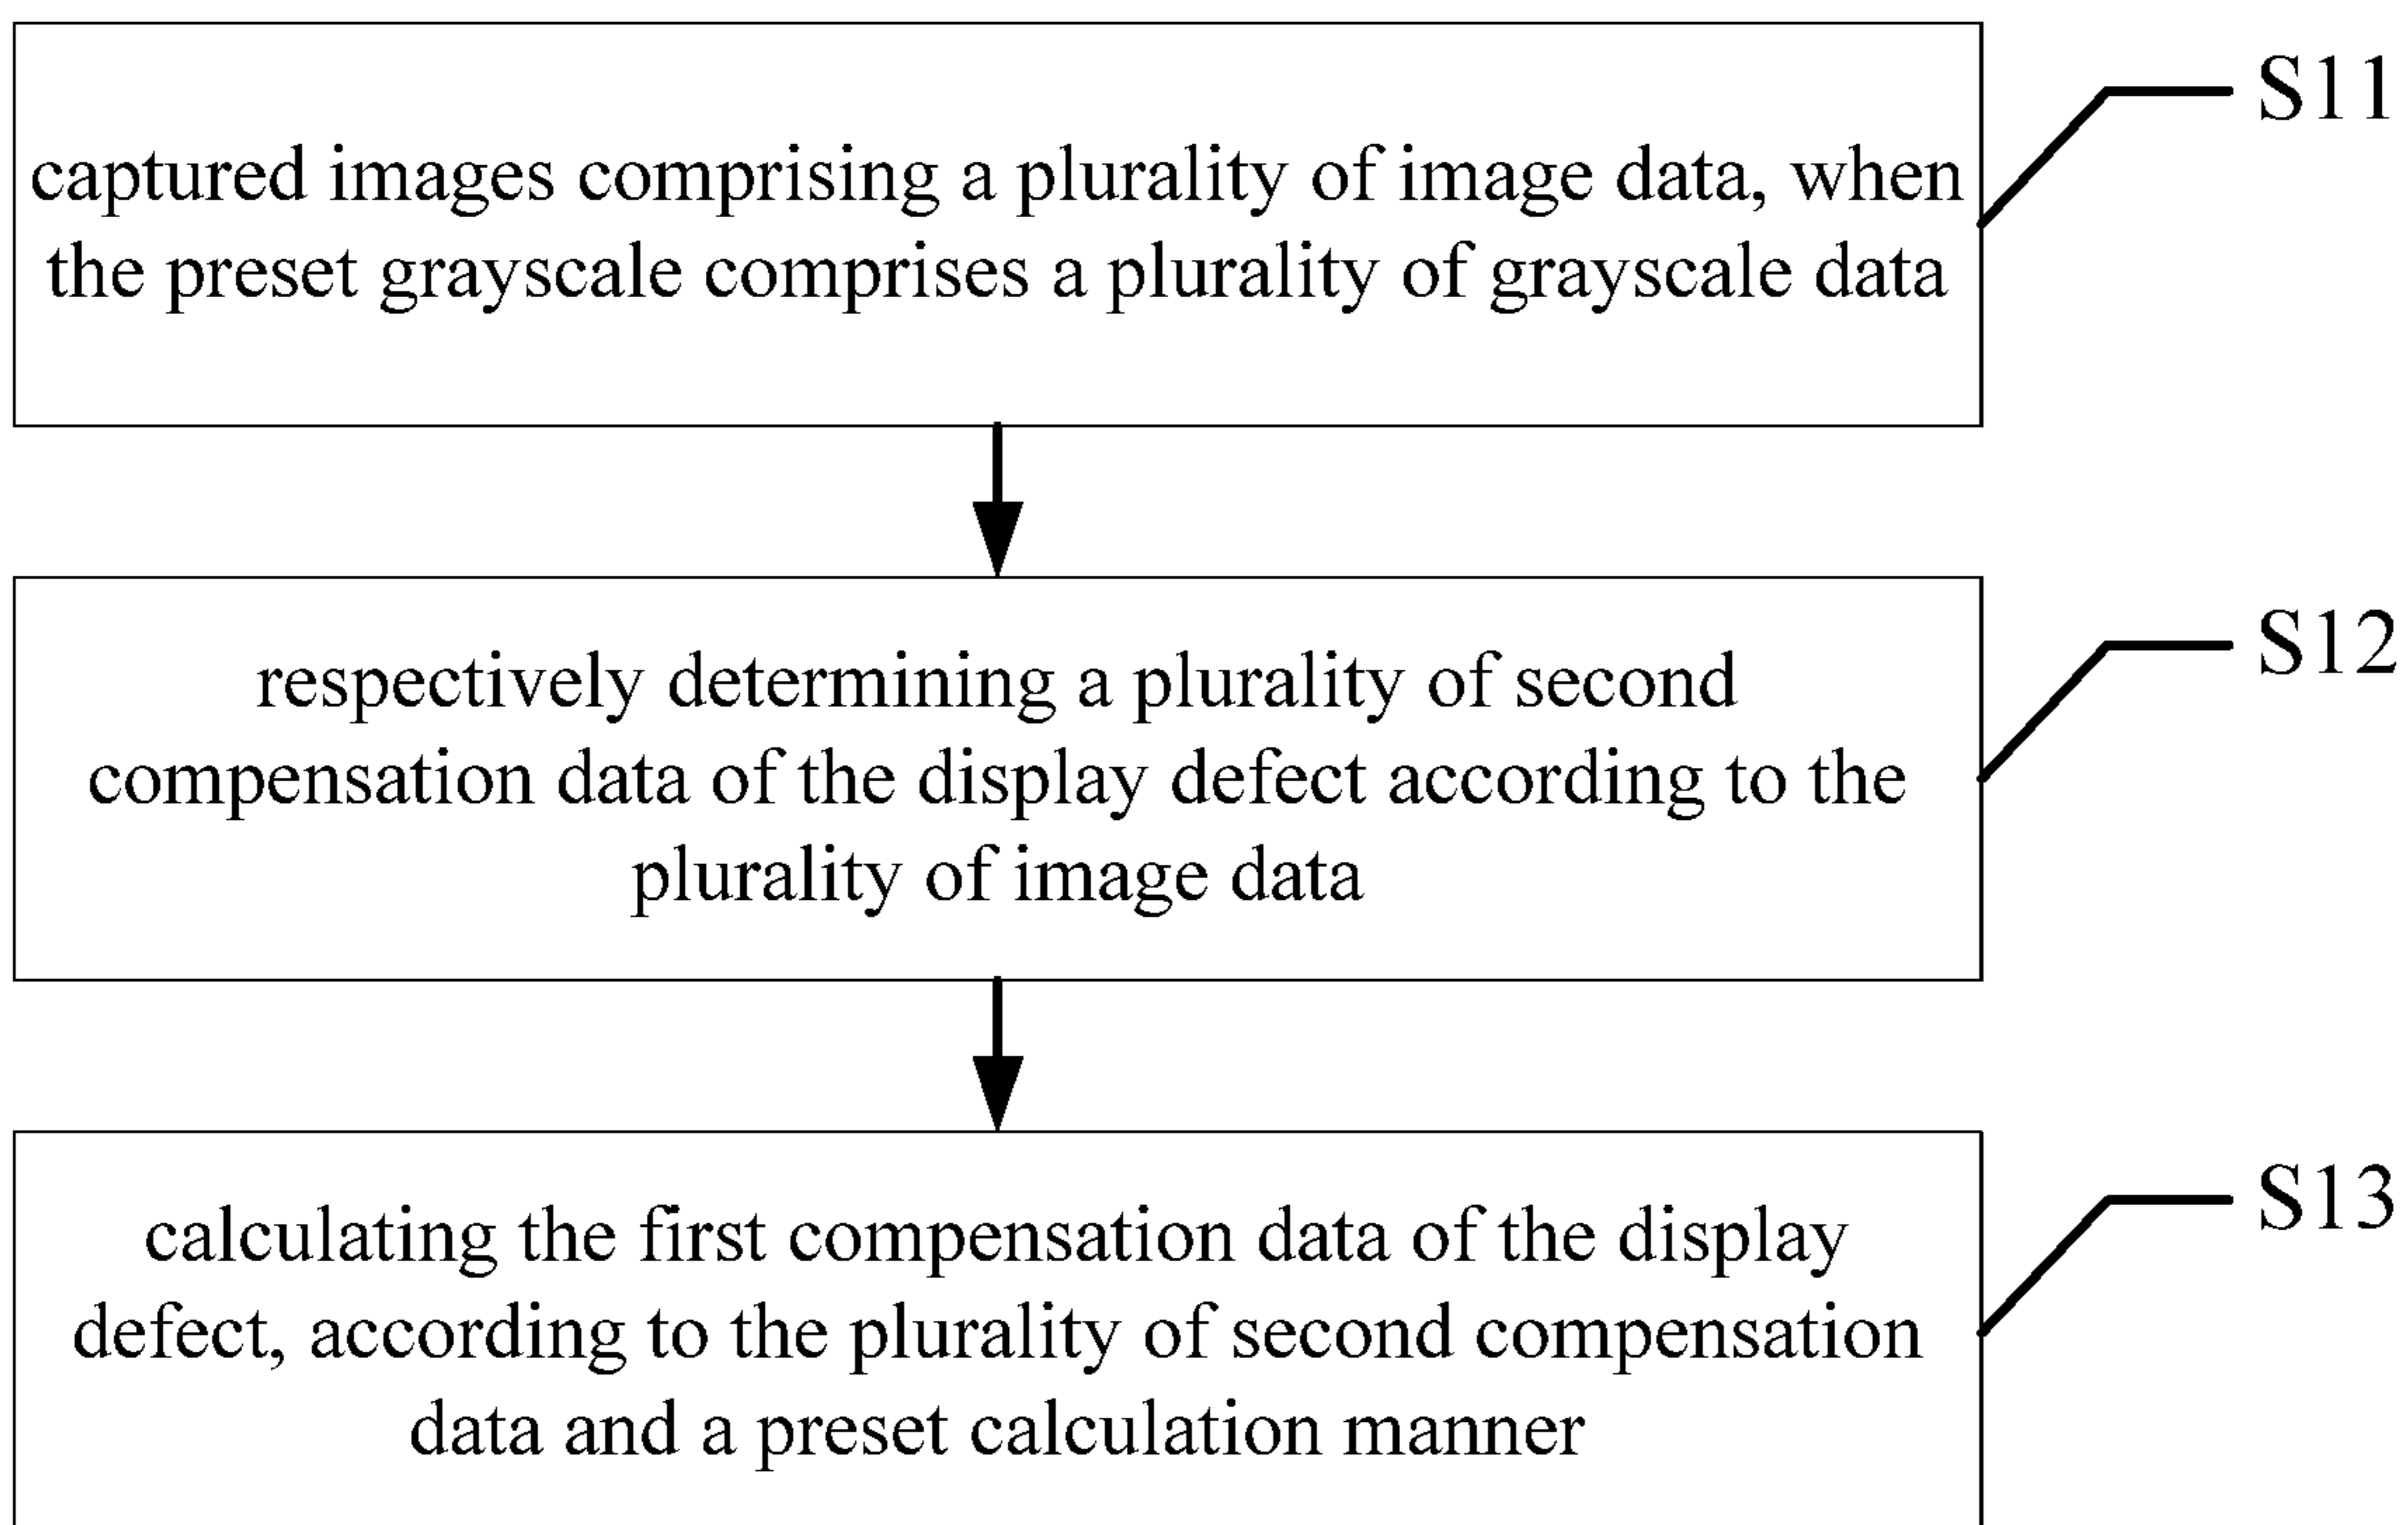 captured images comprising a plurality of image data, when
the preset grayscale comprises a plurality of grayscale data
S11
respectively determining a plurality of second
compensation data of the display defect according to the
plurality of image data
S12
calculating the first compensation data of the display
defect, according to the plurality of second compensation
data and a preset calculation manner
S13